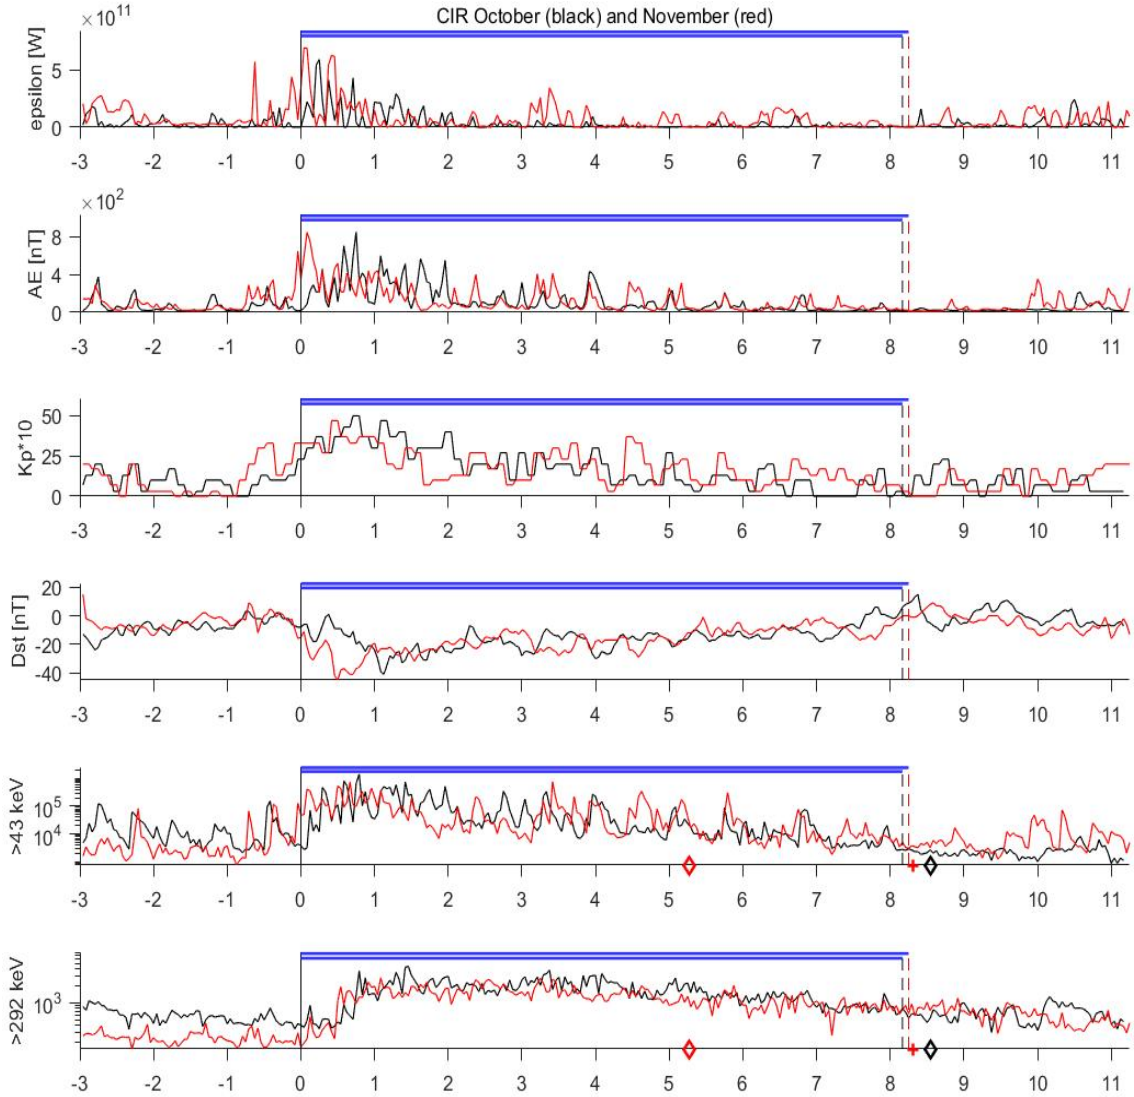 CIR October (black) and November (red)
×10^11
epsilon [W]
5
0
-3 -2 -1 0 1 2 3 4 5 6 7 8 9 10 11
×10^2
AE [nT]
8
4
0
-3 -2 -1 0 1 2 3 4 5 6 7 8 9 10 11
Kp*10
50
25
0
-3 -2 -1 0 1 2 3 4 5 6 7 8 9 10 11
Dst [nT]
20
0
-20
-40
-3 -2 -1 0 1 2 3 4 5 6 7 8 9 10 11
>43 keV
10^5
10^4
-3 -2 -1 0 1 2 3 4 5 6 7 8 9 10 11
>292 keV
10^3
-3 -2 -1 0 1 2 3 4 5 6 7 8 9 10 11